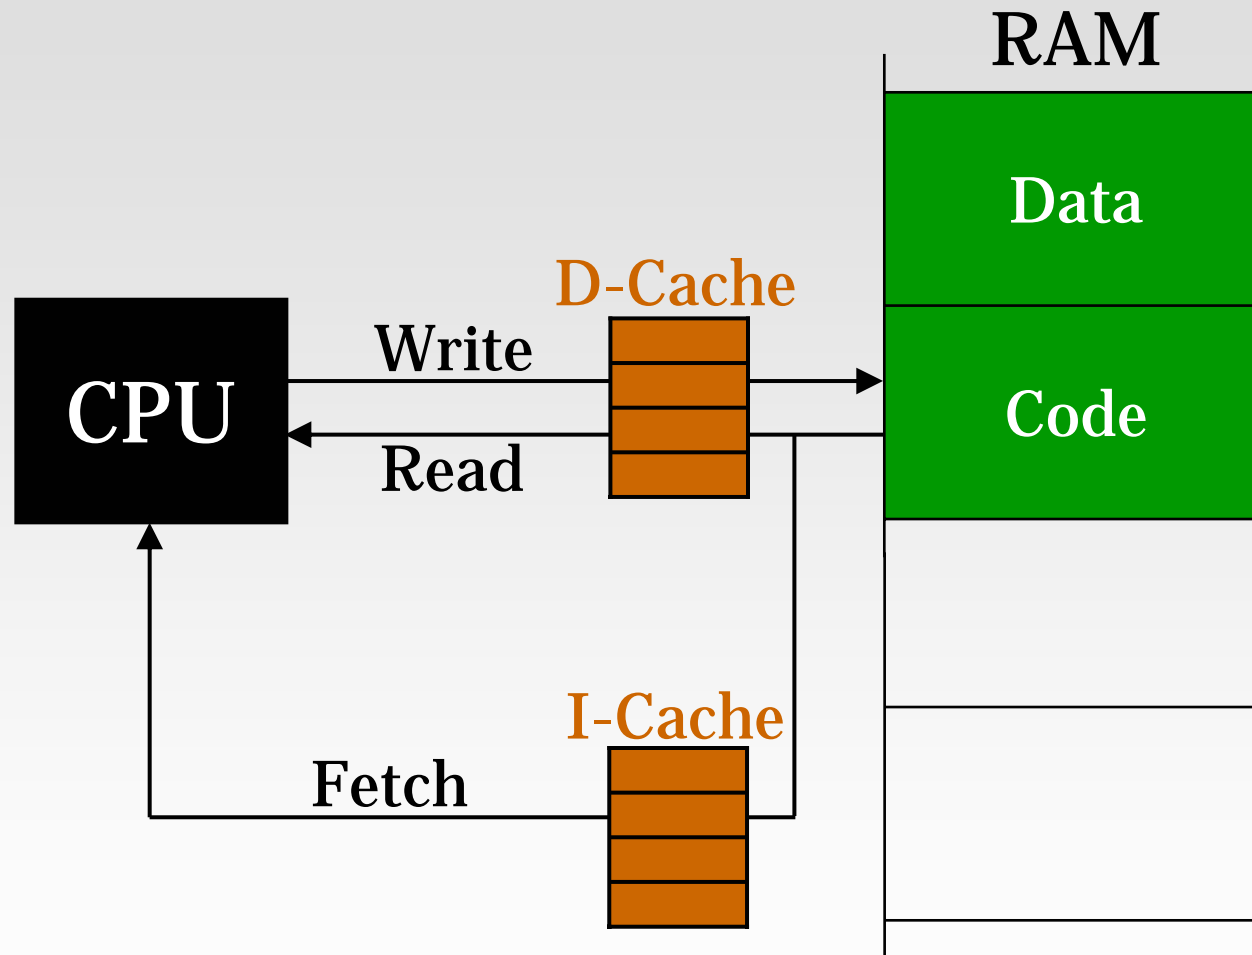 RAM
Data
D-Cache
Write
CPU
Code
Read
I-Cache
Fetch